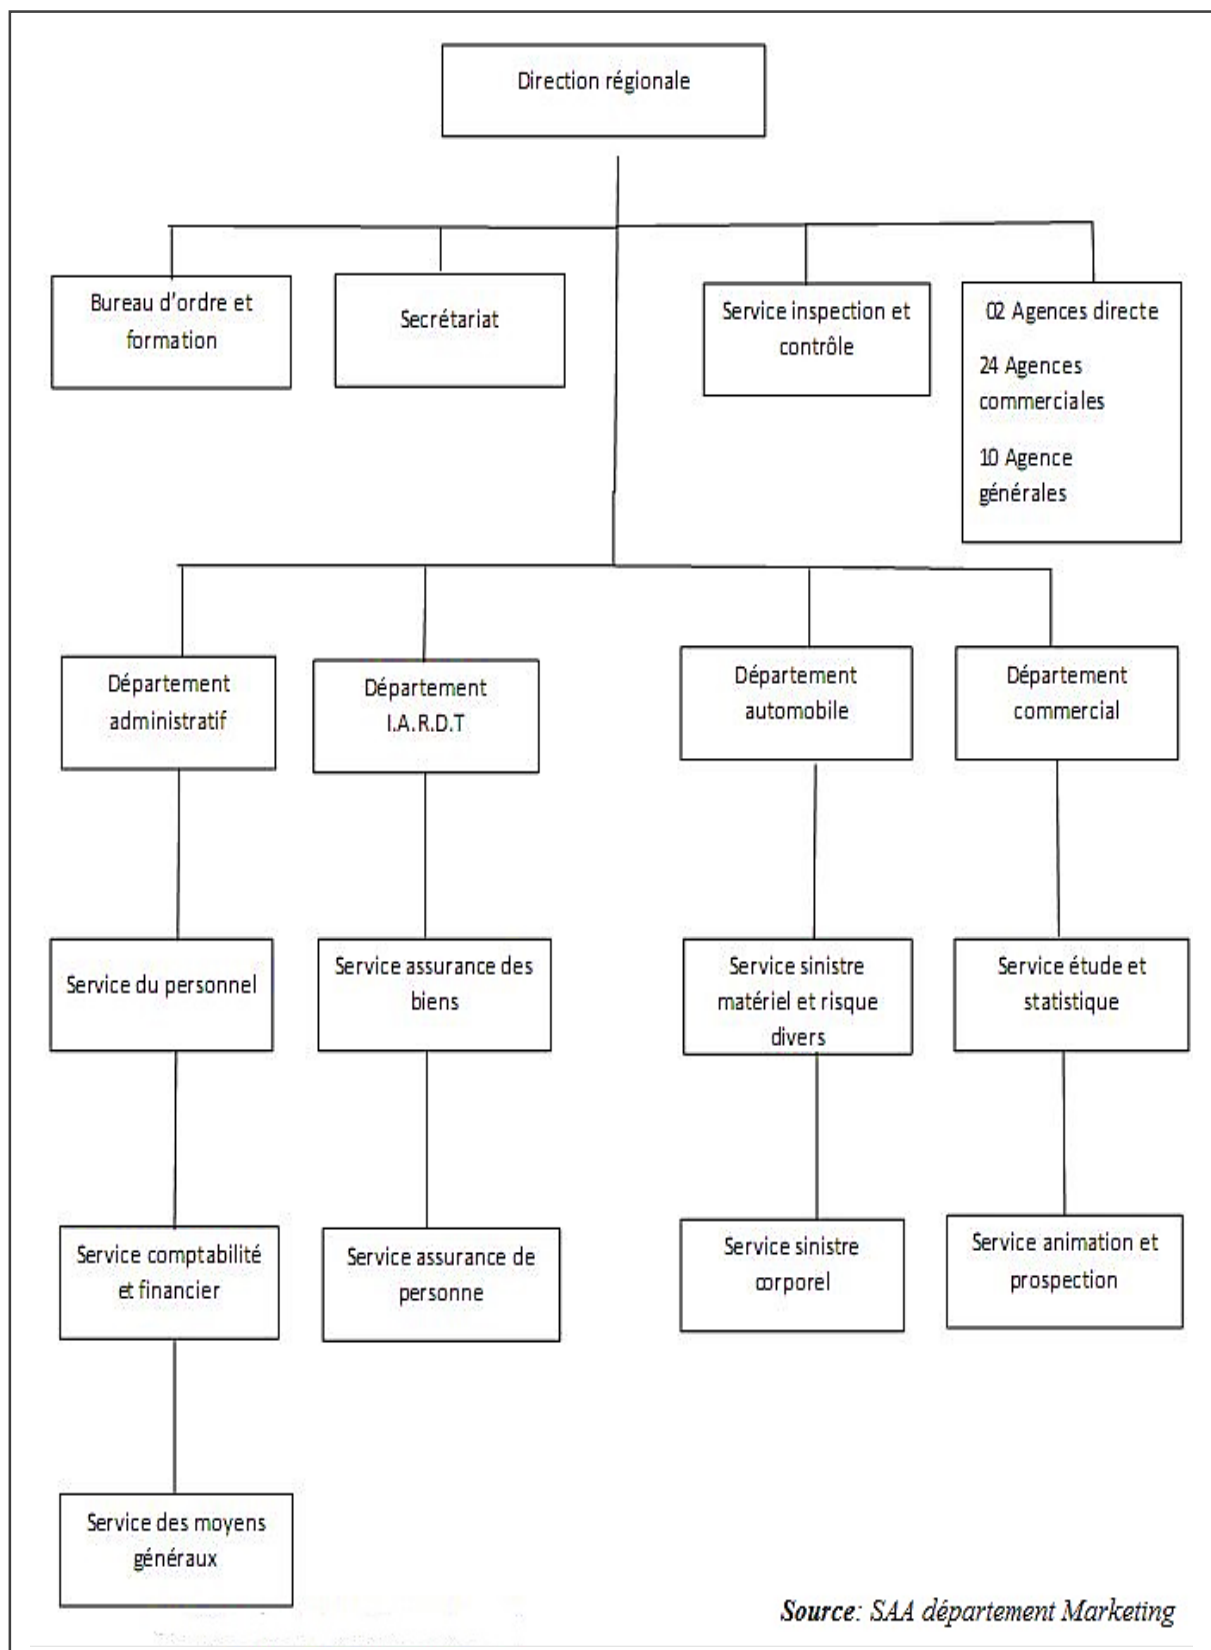 Direction régionale
Bureau d'ordre et
formation
Secrétariat
Service inspection et
contrôle
02 Agences directe
24 Agences
commerciales
10 Agence
générales
Département
administratif
Département
I.A.R.D.T
Département
automobile
Département
commercial
Service du personnel
Service assurance des
biens
Service sinistre
matériel et risque
divers
Service étude et
statistique
Service comptabilité
et financier
Service assurance de
personne
Service sinistre
corporel
Service animation et
prospection
Service des moyens
généraux
Source: SAA département Marketing